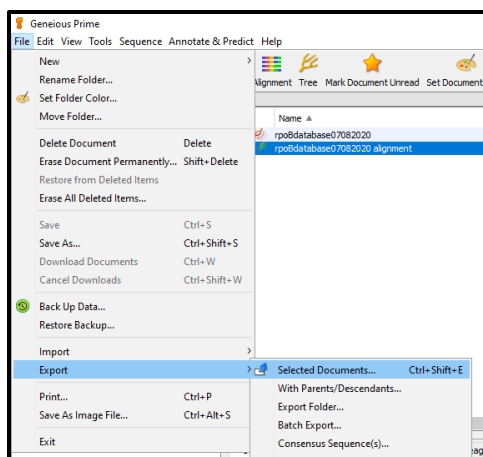 Geneious Prime
File Edit View Tools Sequence Annotate & Predict Help
Alignment Tree Mark Document Unread Set Document
Name
rpoBdatabase07082020
rpoBdatabase07082020 alignment
New
Rename Folder...
Set Folder Color...
Move Folder...
Delete Document Delete
Erase Document Permanently... Shift+Delete
Restore from Deleted Items
Erase All Deleted Items...
Save Ctrl+S
Save As... Ctrl+Shift+S
Download Documents Ctrl+W
Cancel Downloads Ctrl+Shift+W
Back Up Data...
Restore Backup...
Import
Export
Print... Ctrl+P
Save As Image File... Ctrl+Alt+S
Exit
Selected Documents... Ctrl+Shift+E
With Parents/Descendants...
Export Folder...
Batch Export...
Consensus Sequence(s)...